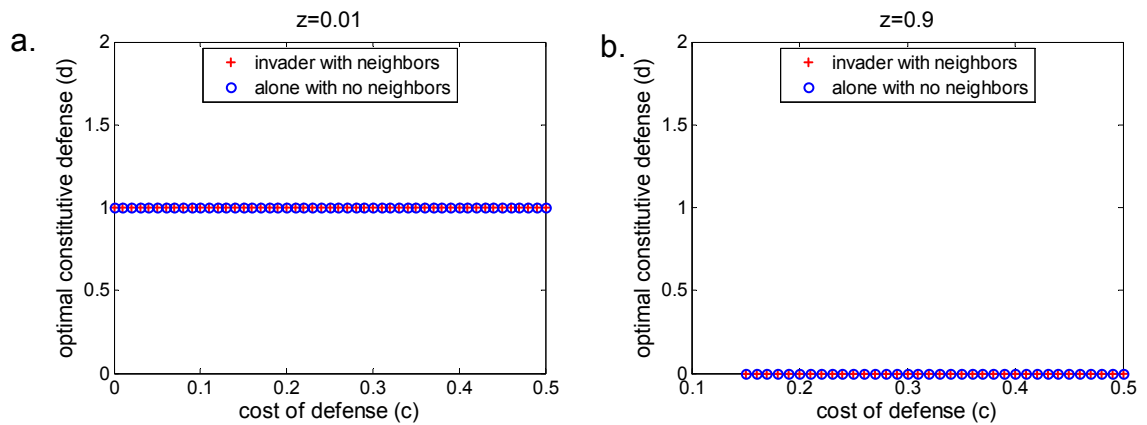 a.
z=0.01
optimal constitutive defense (d)
2
1.5
1
0.5
0
invader with neighbors
alone with no neighbors
0 0.1 0.2 0.3 0.4 0.5
cost of defense (c)
b.
z=0.9
optimal constitutive defense (d)
2
1.5
1
0.5
0
invader with neighbors
alone with no neighbors
0.1 0.2 0.3 0.4 0.5
cost of defense (c)